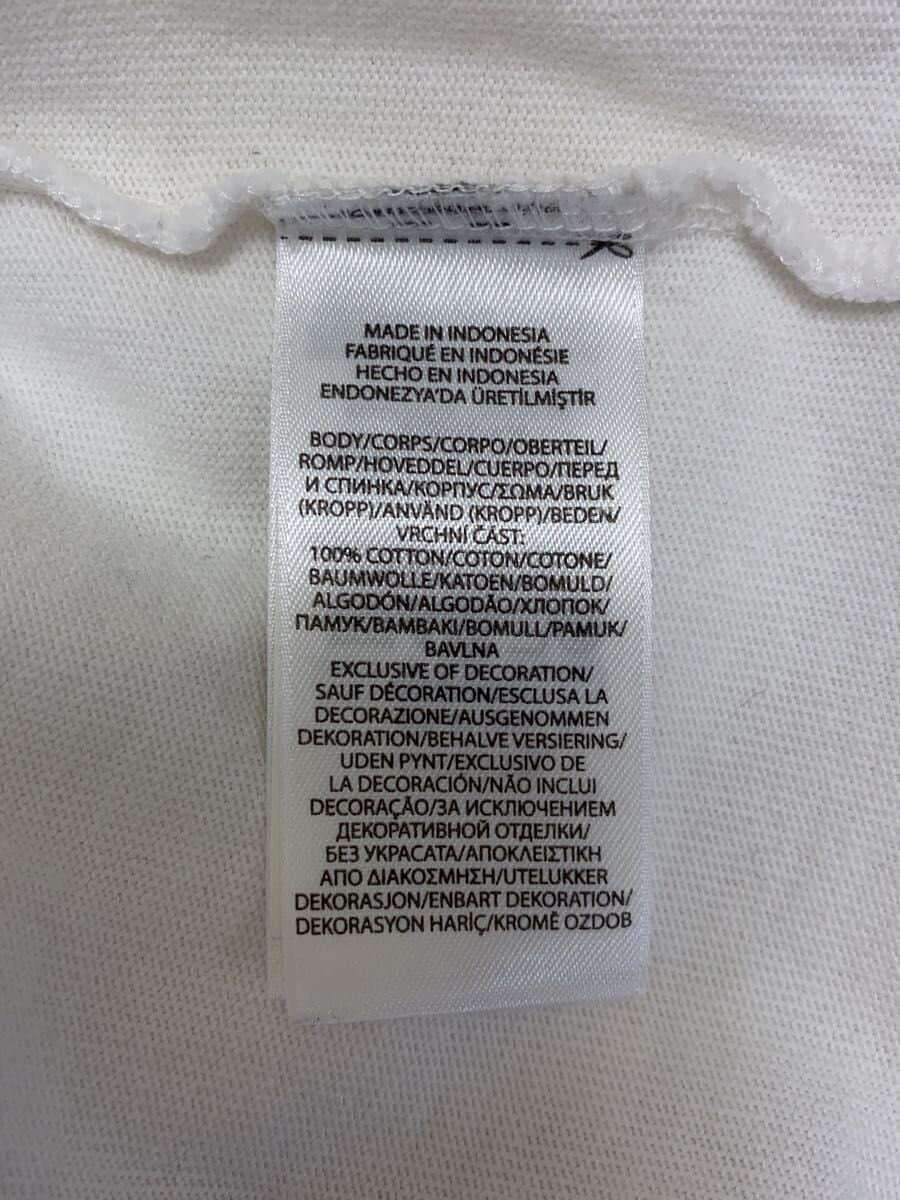 MADE IN INDONESIA
FABRIQUÉ EN INDONÉSIE
HECHO EN INDONESIA
ENDONEZYA'DA ÜRETİLMİŞTİR
BODY/CORPS/CORPO/OBERTEIL/
ROMP/HOVEDDEL/CUERPO/ПЕРЕД
И СПИНКА/КОРПУС/ΣΩΜΑ/BRUK
(KROPP)/ANVÄND (KROPP)/BEDEN/
VRCHNÍ ČÁST:
100% COTTON/COTON/COTONE/
BAUMWOLLE/KATOEN/BOMULD/
ALGODÓN/ALGODÃO/ХЛОПОК/
ПАМУК/ΒΑΜΒΑΚΙ/BOMULL/PAMUK/
BAVLNA
EXCLUSIVE OF DECORATION/
SAUF DÉCORATION/ESCLUSA LA
DECORAZIONE/AUSGENOMMEN
DEKORATION/BEHALVE VERSIERING/
UDEN PYNT/EXCLUSIVO DE
LA DECORACIÓN/NÃO INCLUI
DECORAÇÃO/ЗА ИСКЛЮЧЕНИЕМ
ДЕКОРАТИВНОЙ ОТДЕЛКИ/
БЕЗ УКРАСАТА/ΑΠΟΚΛΕΙΣΤΙΚΗ
ΑΠΟ ΔΙΑΚΟΣΜΗΣΗ/UTELUKKER
DEKORASJON/ENBART DEKORATION/
DEKORASYON HARİÇ/KROMĚ OZDOB